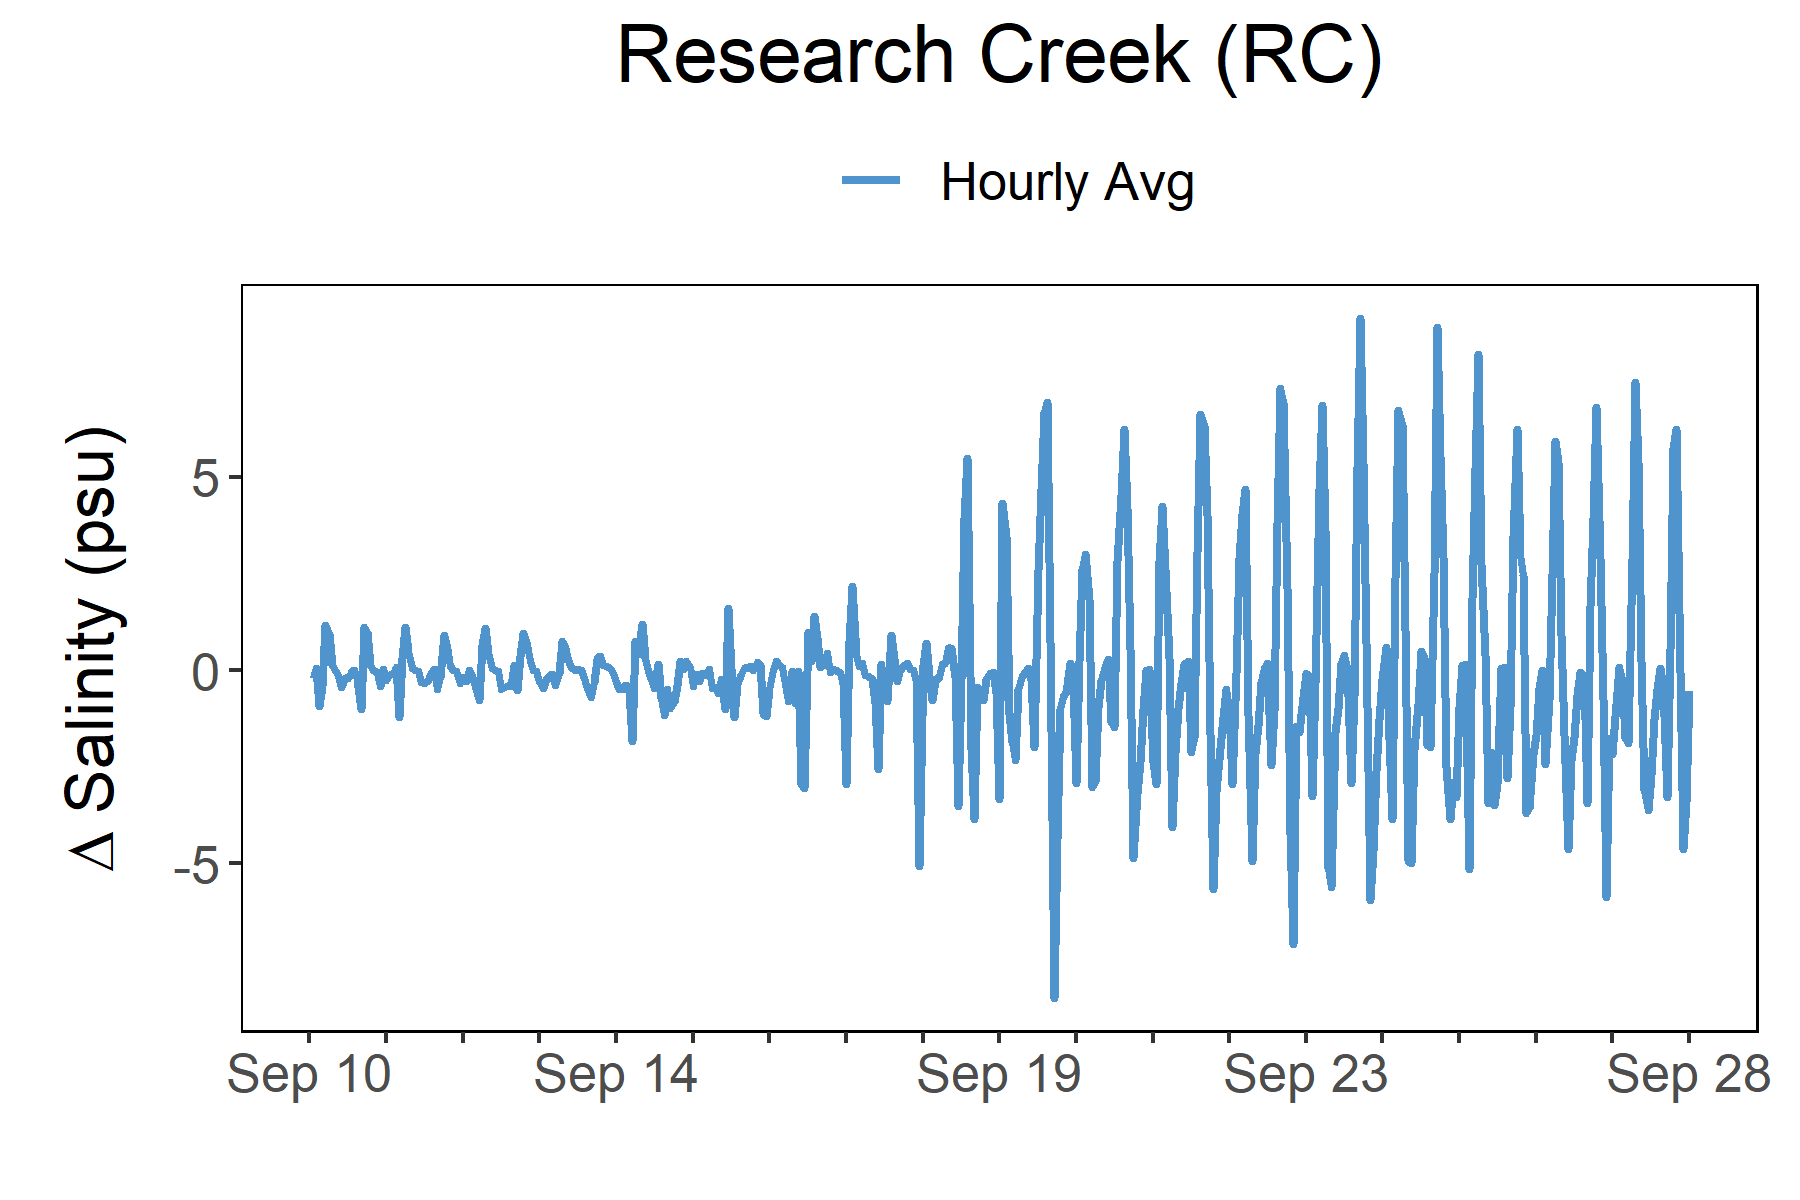 Research Creek (RC)
Hourly Avg
Δ Salinity (psu)
5
0
-5
Sep 10 Sep 14 Sep 19 Sep 23 Sep 28